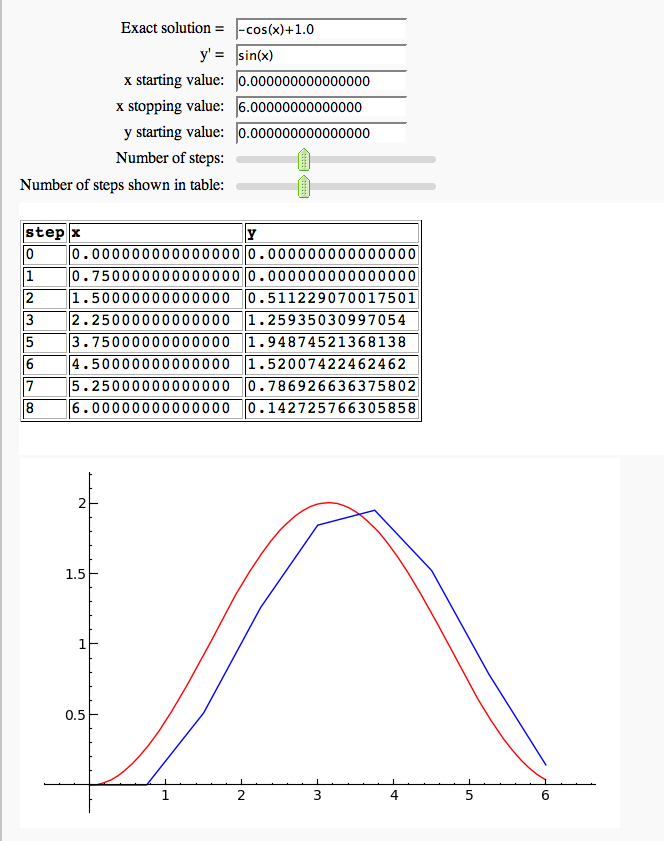 Exact solution = -cos(x)+1.0
y' = sin(x)
x starting value: 0.000000000000000
x stopping value: 6.00000000000000
y starting value: 0.000000000000000
Number of steps:
Number of steps shown in table:
step x y
0 0.000000000000000 0.000000000000000
1 0.750000000000000 0.000000000000000
2 1.50000000000000 0.511229070017501
3 2.25000000000000 1.25935030997054
5 3.75000000000000 1.94874521368138
6 4.50000000000000 1.52007422462462
7 5.25000000000000 0.786926636375802
8 6.00000000000000 0.142725766305858
2
1.5
1
0.5
1 2 3 4 5 6